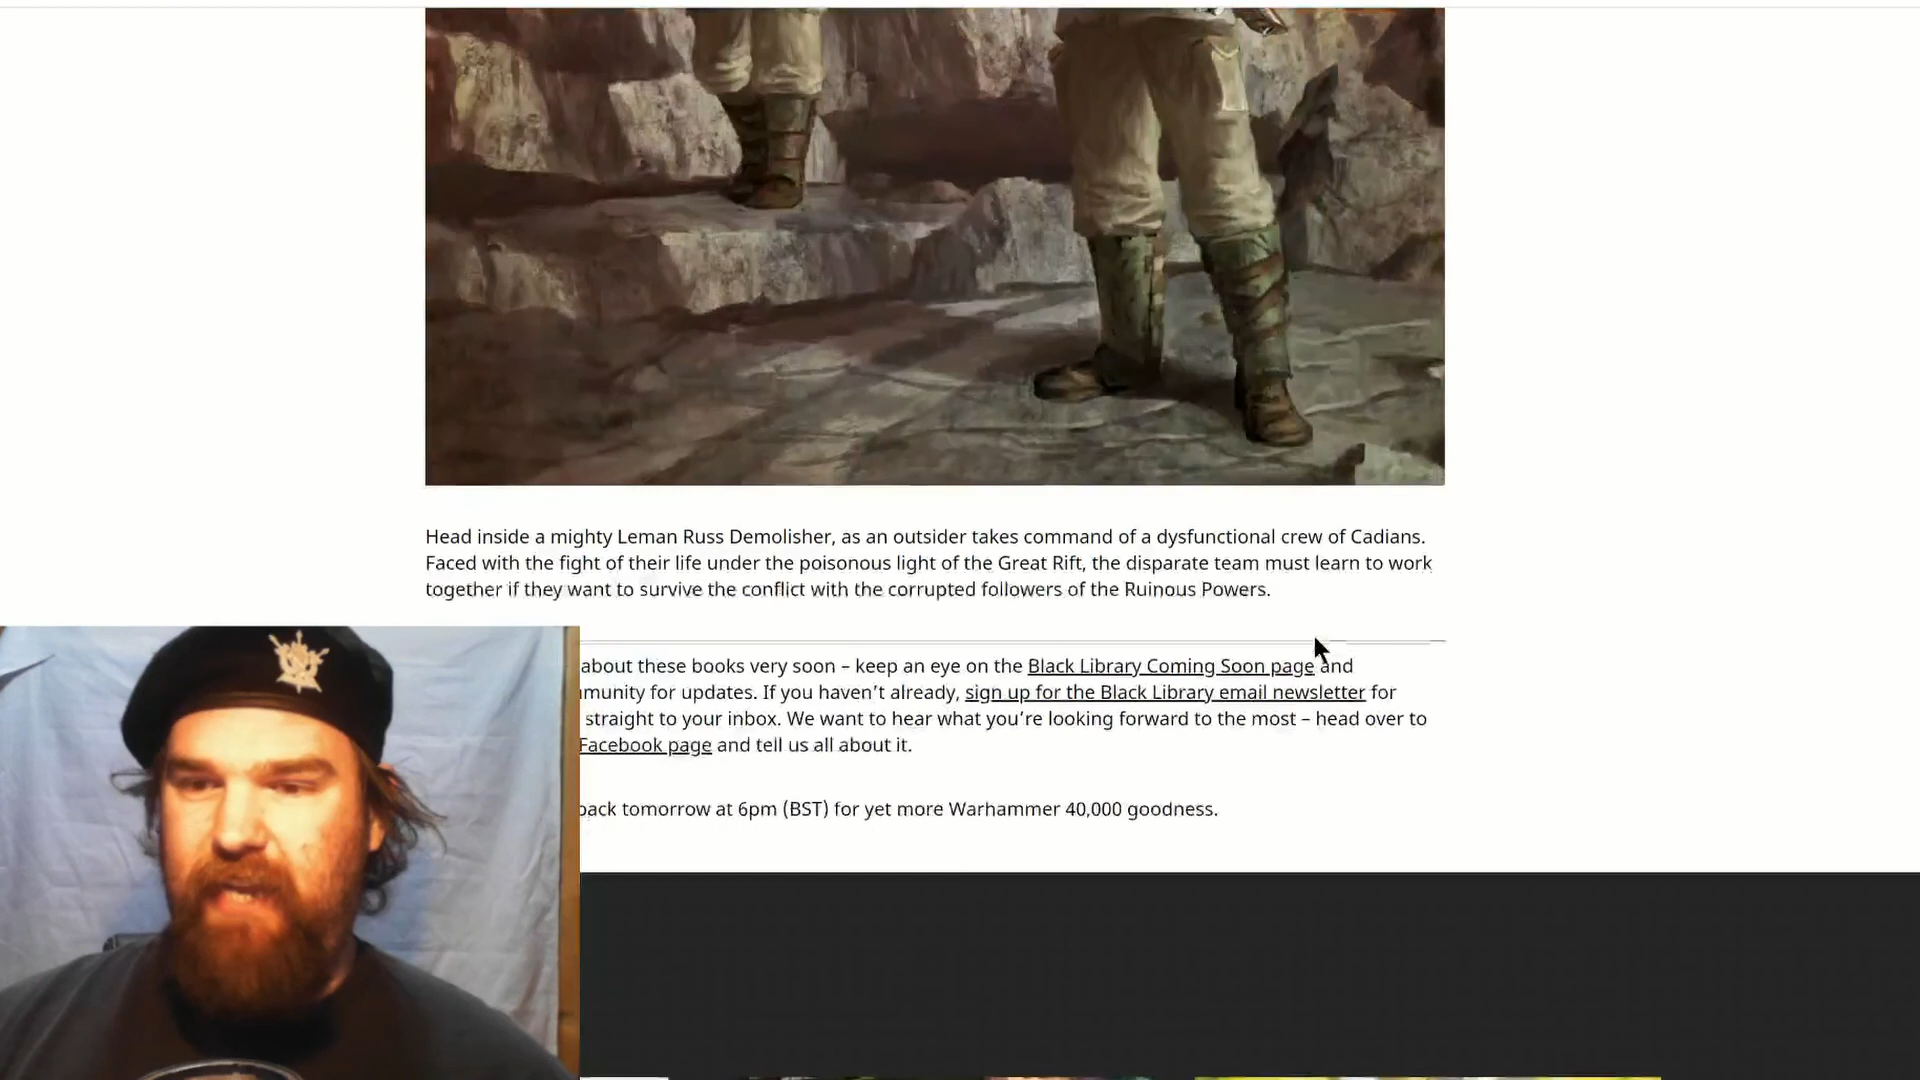 Head inside a mighty Leman Russ Demolisher, as an outsider takes command of a dysfunctional crew of Cadians.
Faced with the fight of their life under the poisonous light of the Great Rift, the disparate team must learn to work
together if they want to survive the conflict with the corrupted followers of the Ruinous Powers.
about these books very soon – keep an eye on the Black Library Coming Soon page and
munity for updates. If you haven’t already, sign up for the Black Library email newsletter for
straight to your inbox. We want to hear what you’re looking forward to the most – head over to
Facebook page and tell us all about it.
back tomorrow at 6pm (BST) for yet more Warhammer 40,000 goodness.